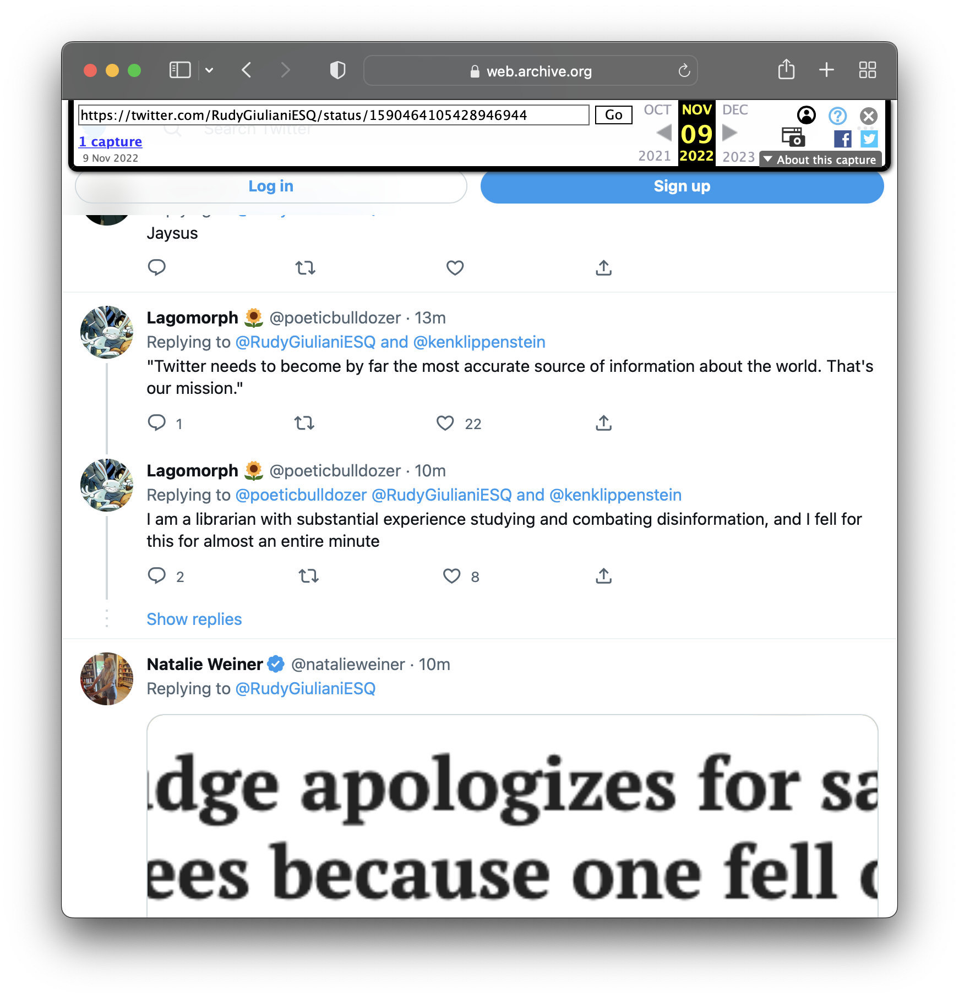 web.archive.org
https://twitter.com/RudyGiulianiESQ/status/1590464105428946944
Go
OCT NOV DEC
09
2021 2022 2023
Search Twitter
1 capture
9 Nov 2022
f
About this capture
Log in
Sign up
Jaysus
Lagomorph 🌻 @poeticbulldozer · 13m
Replying to @RudyGiulianiESQ and @kenklippenstein
"Twitter needs to become by far the most accurate source of information about the world. That's
our mission."
1
22
Lagomorph 🌻 @poeticbulldozer · 10m
Replying to @poeticbulldozer @RudyGiulianiESQ and @kenklippenstein
I am a librarian with substantial experience studying and combating disinformation, and I fell for
this for almost an entire minute
2
8
Show replies
Natalie Weiner @natalieweiner · 10m
Replying to @RudyGiulianiESQ
dge apologizes for sa
ees because one fell